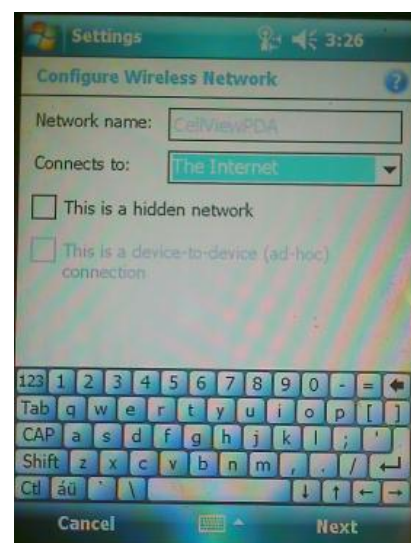 Settings 3:26
Configure Wireless Network ?
Network name: CellViewPDA
Connects to: The Internet
This is a hidden network
This is a device-to-device (ad-hoc)
connection
123 1 2 3 4 5 6 7 8 9 0 - =
Tab q w e r t y u i o p [ ]
CAP a s d f g h j k l ; '
Shift z x c v b n m , . /
Ctl áü ` \
Cancel Next